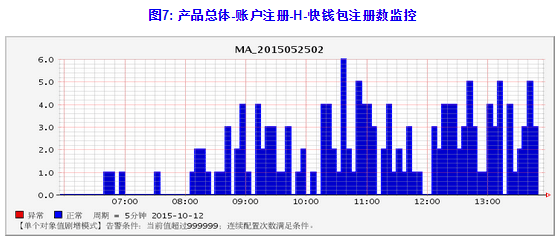 图7: 产品总体-账户注册-H-快钱包注册数监控
MA_2015052502
6.0
5.0
4.0
3.0
2.0
1.0
0.0
07:00 08:00 09:00 10:00 11:00 12:00 13:00
异常 正常 周期 = 5分钟 2015-10-12
【单个对象值剧增模式】告警条件: 当前值超过999999; 连续配置次数满足条件。